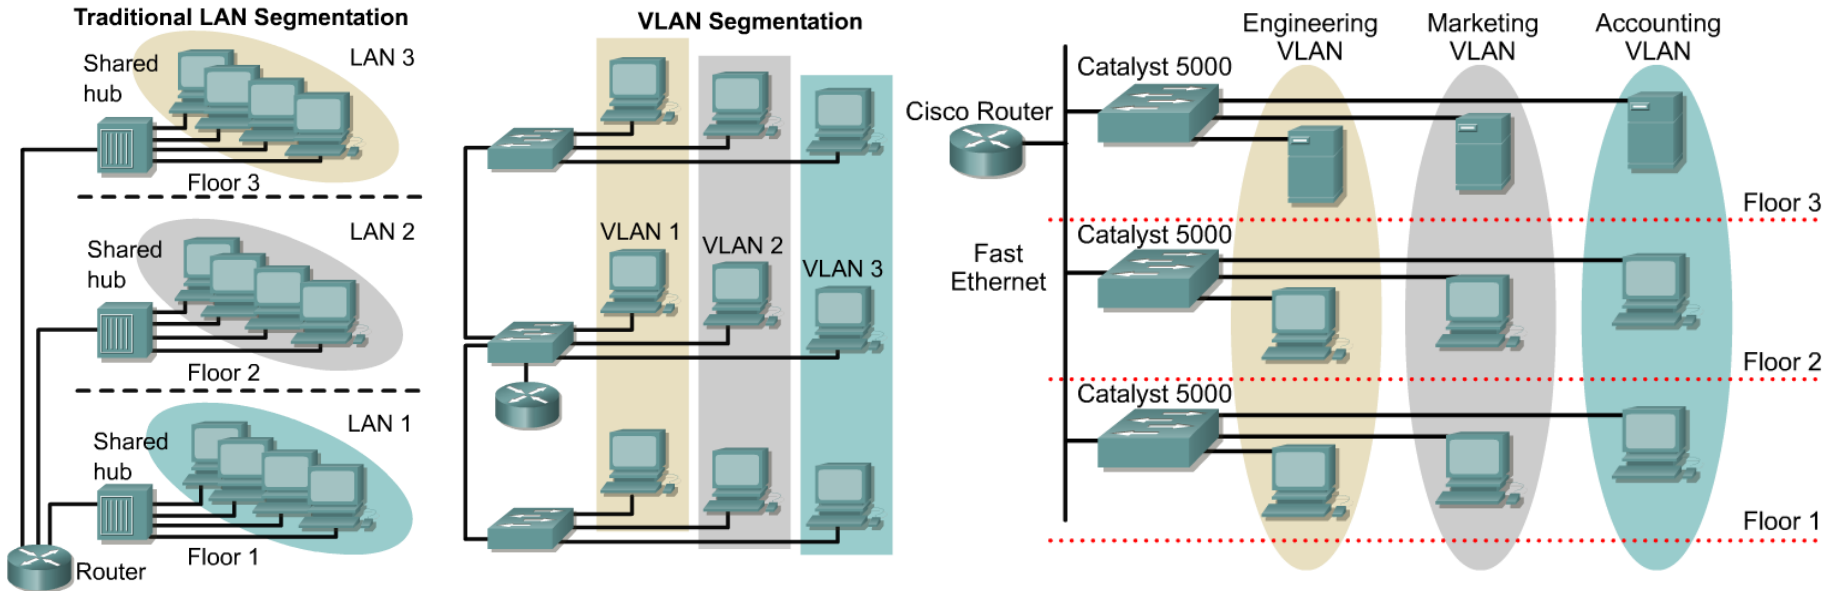 Traditional LAN Segmentation
LAN 3
Shared
hub
Floor 3
LAN 2
Shared
hub
Floor 2
LAN 1
Shared
hub
Floor 1
Router
VLAN Segmentation
VLAN 1
VLAN 2
VLAN 3
Engineering
VLAN
Marketing
VLAN
Accounting
VLAN
Catalyst 5000
Cisco Router
Floor 3
Catalyst 5000
Fast
Ethernet
Floor 2
Catalyst 5000
Floor 1